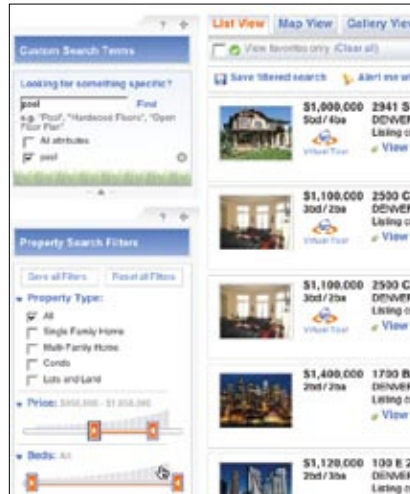 Custom Search Terms
Looking for something specific?
pool Find
e.g. "Pool", "Hardwood Floors", "Open
Floor Plan"
All attributes
pool
Property Search Filters
Save all Filters Reset all Filters
Property Type:
All
Single Family Home
Multi-Family Home
Condo
Lots and Land
Price:
Beds: All
List View Map View Gallery View
View favorites only (Clear all)
Save filtered search Alert me w
$1,000,000 2941 S
5bd/4ba DENVER
Listing c
Virtual Tour View
$1,100,000 2500 C
3bd/2ba DENVER
Listing c
Virtual Tour View
$1,100,000 2500 C
3bd/2ba DENVER
Listing c
Virtual Tour View
$1,400,000 1700 B
2bd/2ba DENVER
Listing c
View
$1,120,000 100 E 2
2bd/3ba DENVER
Listing c